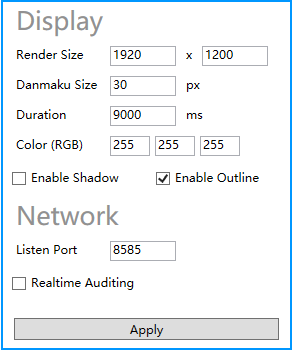 Display
Render Size 1920 x 1200
Danmaku Size 30 px
Duration 9000 ms
Color (RGB) 255 255 255
Enable Shadow Enable Outline
Network
Listen Port 8585
Realtime Auditing
Apply